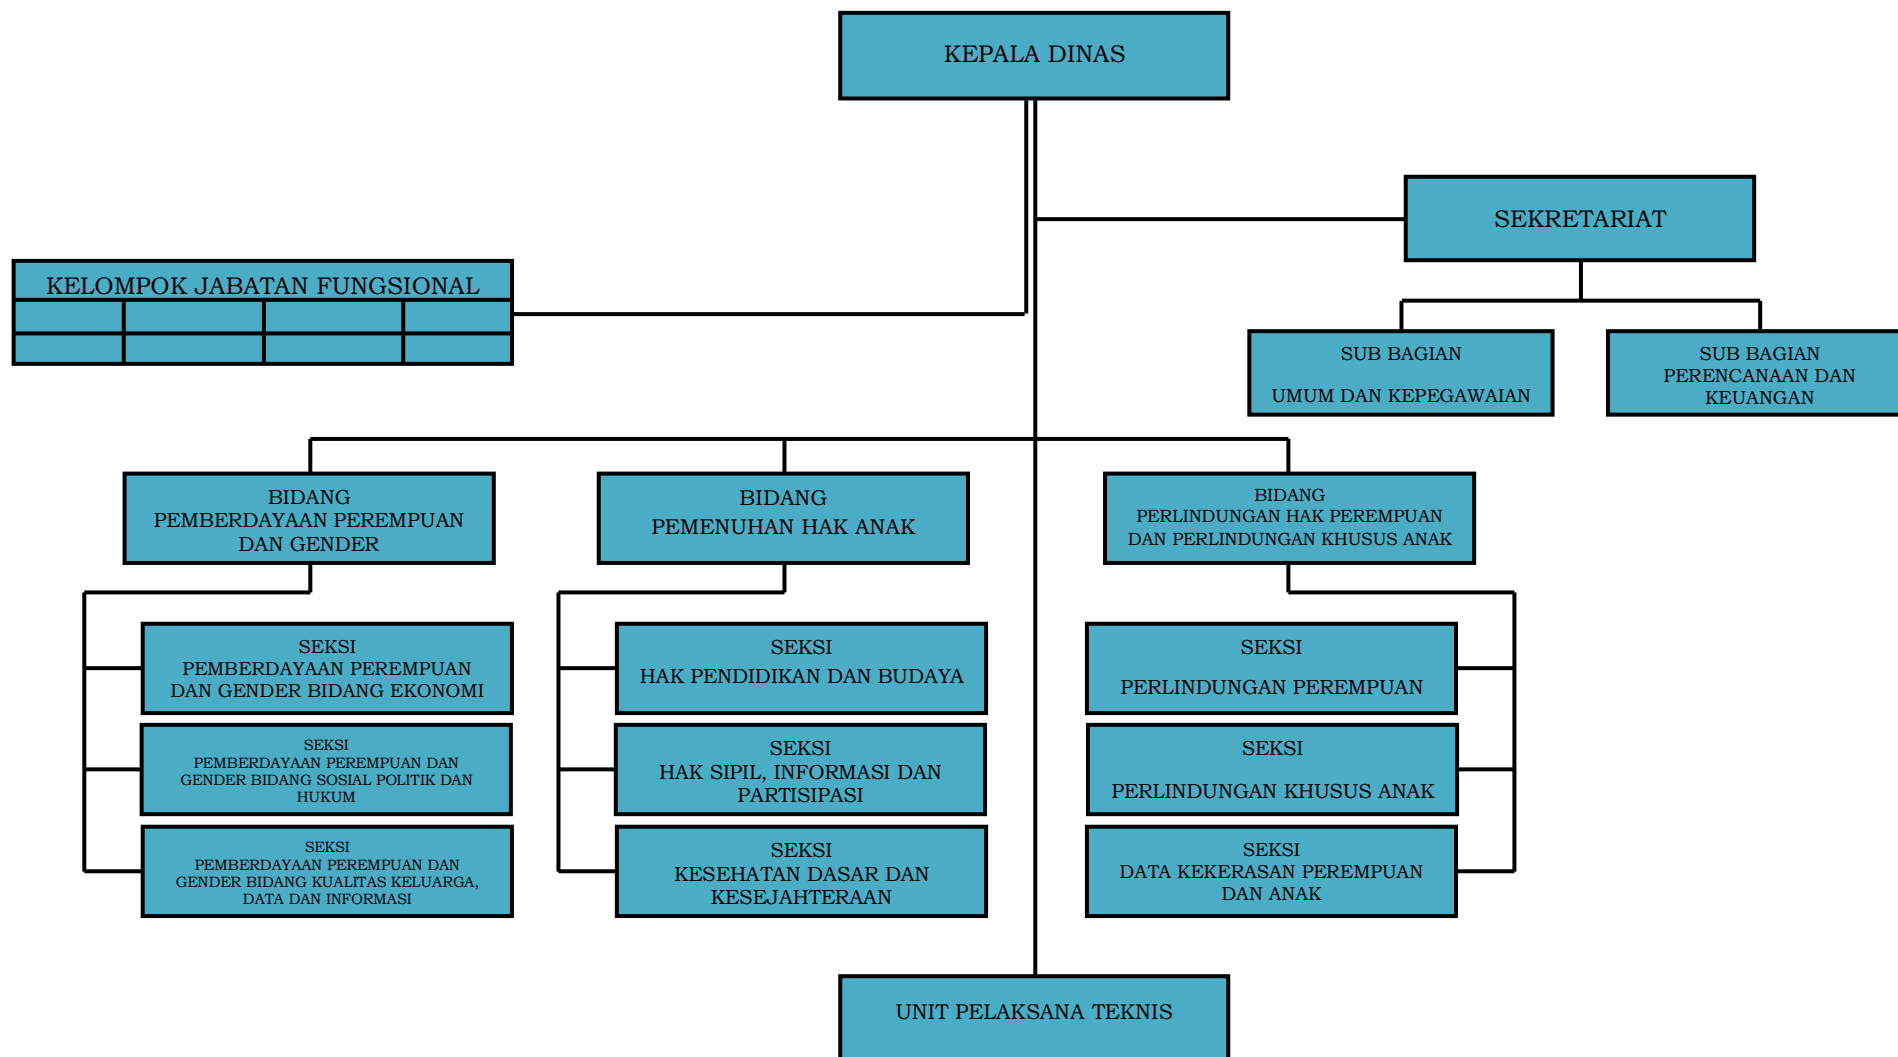 KEPALA DINAS
SEKRETARIAT
KELOMPOK JABATAN FUNGSIONAL
SUB BAGIAN
UMUM DAN KEPEGAWAIAN
SUB BAGIAN
PERENCANAAN DAN
KEUANGAN
BIDANG
PEMBERDAYAAN PEREMPUAN
DAN GENDER
BIDANG
PEMENUHAN HAK ANAK
BIDANG
PERLINDUNGAN HAK PEREMPUAN
DAN PERLINDUNGAN KHUSUS ANAK
SEKSI
PEMBERDAYAAN PEREMPUAN
DAN GENDER BIDANG EKONOMI
SEKSI
HAK PENDIDIKAN DAN BUDAYA
SEKSI
PERLINDUNGAN PEREMPUAN
SEKSI
PEMBERDAYAAN PEREMPUAN DAN
GENDER BIDANG SOSIAL POLITIK DAN
HUKUM
SEKSI
HAK SIPIL, INFORMASI DAN
PARTISIPASI
SEKSI
PERLINDUNGAN KHUSUS ANAK
SEKSI
PEMBERDAYAAN PEREMPUAN DAN
GENDER BIDANG KUALITAS KELUARGA,
DATA DAN INFORMASI
SEKSI
KESEHATAN DASAR DAN
KESEJAHTERAAN
SEKSI
DATA KEKERASAN PEREMPUAN
DAN ANAK
UNIT PELAKSANA TEKNIS